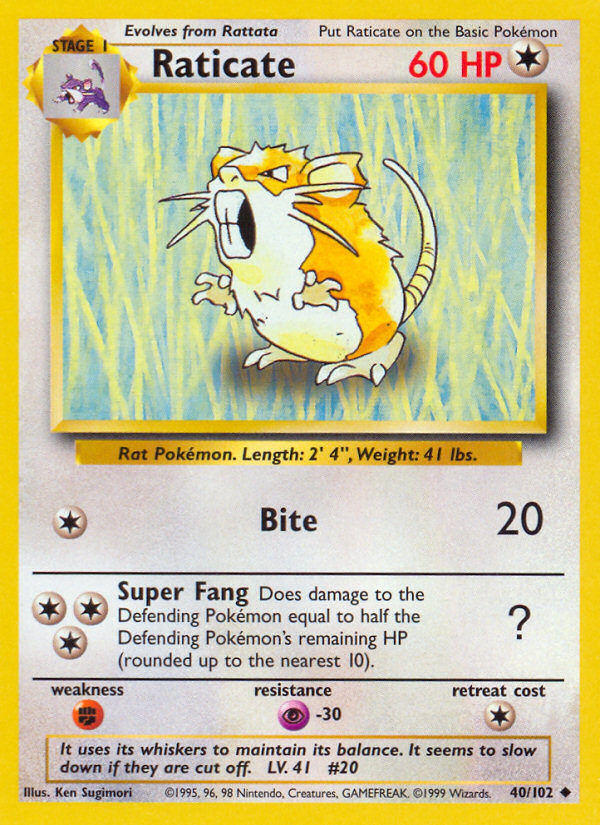 Evolves from Rattata
Put Raticate on the Basic Pokémon
STAGE 1
Raticate
60 HP
Rat Pokémon. Length: 2' 4", Weight: 41 lbs.
Bite
20
Super Fang Does damage to the
Defending Pokémon equal to half the
Defending Pokémon's remaining HP
(rounded up to the nearest 10).
?
weakness
resistance
retreat cost
-30
It uses its whiskers to maintain its balance. It seems to slow
down if they are cut off. LV. 41 #20
Illus. Ken Sugimori
©1995, 96, 98 Nintendo, Creatures, GAMEFREAK. ©1999 Wizards.
40/102